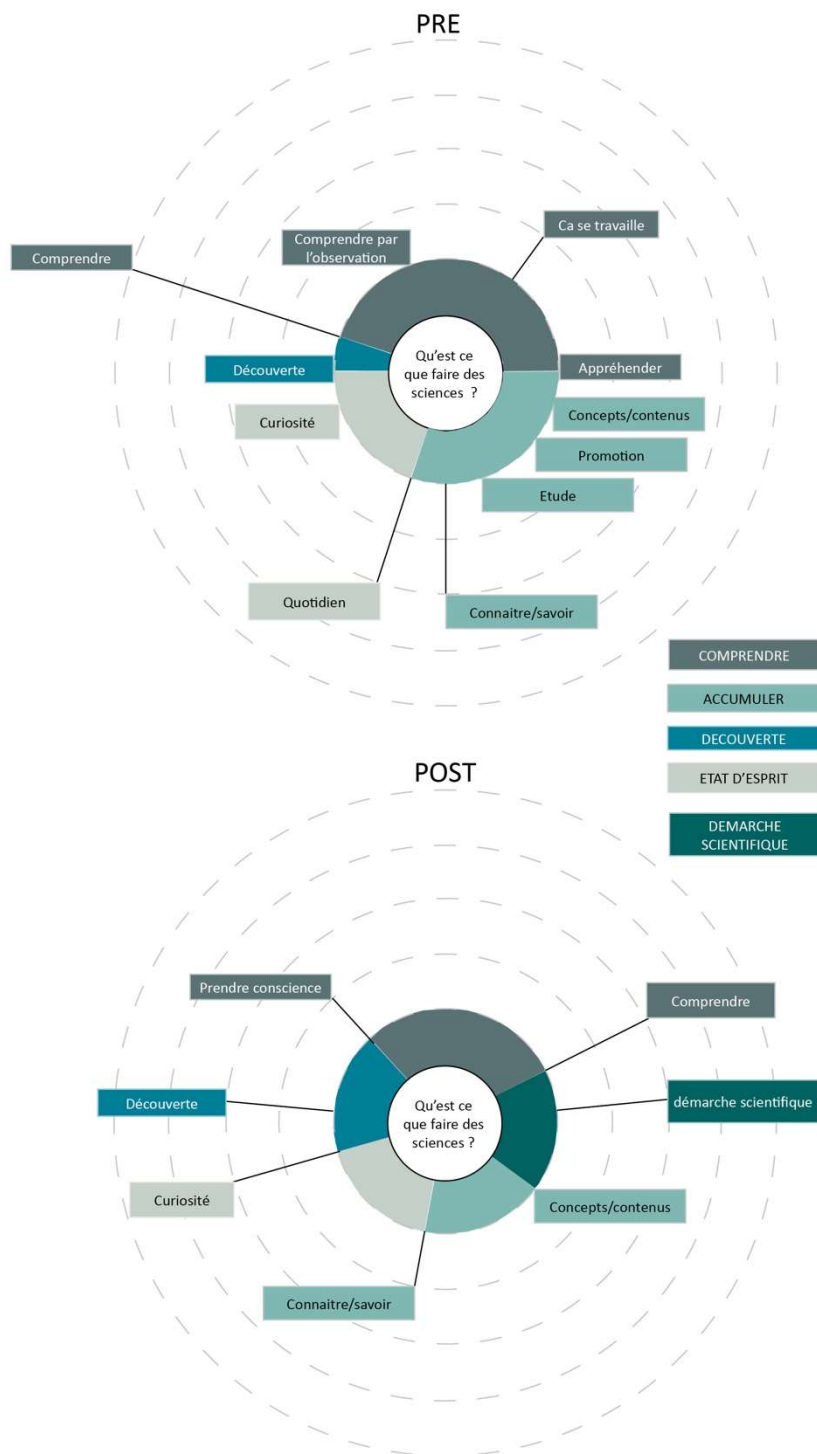 PRE
Ca se travaille
Comprendre par
l'observation
Comprendre
Qu'est ce
que faire des
sciences ?
Découverte
Appréhender
Curiosité
Concepts/contenus
Promotion
Etude
Quotidien
Connaitre/savoir
COMPRENDRE
ACCUMULER
DECOUVERTE
ETAT D'ESPRIT
DEMARCHE
SCIENTIFIQUE
POST
Prendre conscience
Comprendre
Découverte
Qu'est ce
que faire des
sciences ?
démarche scientifique
Curiosité
Concepts/contenus
Connaitre/savoir